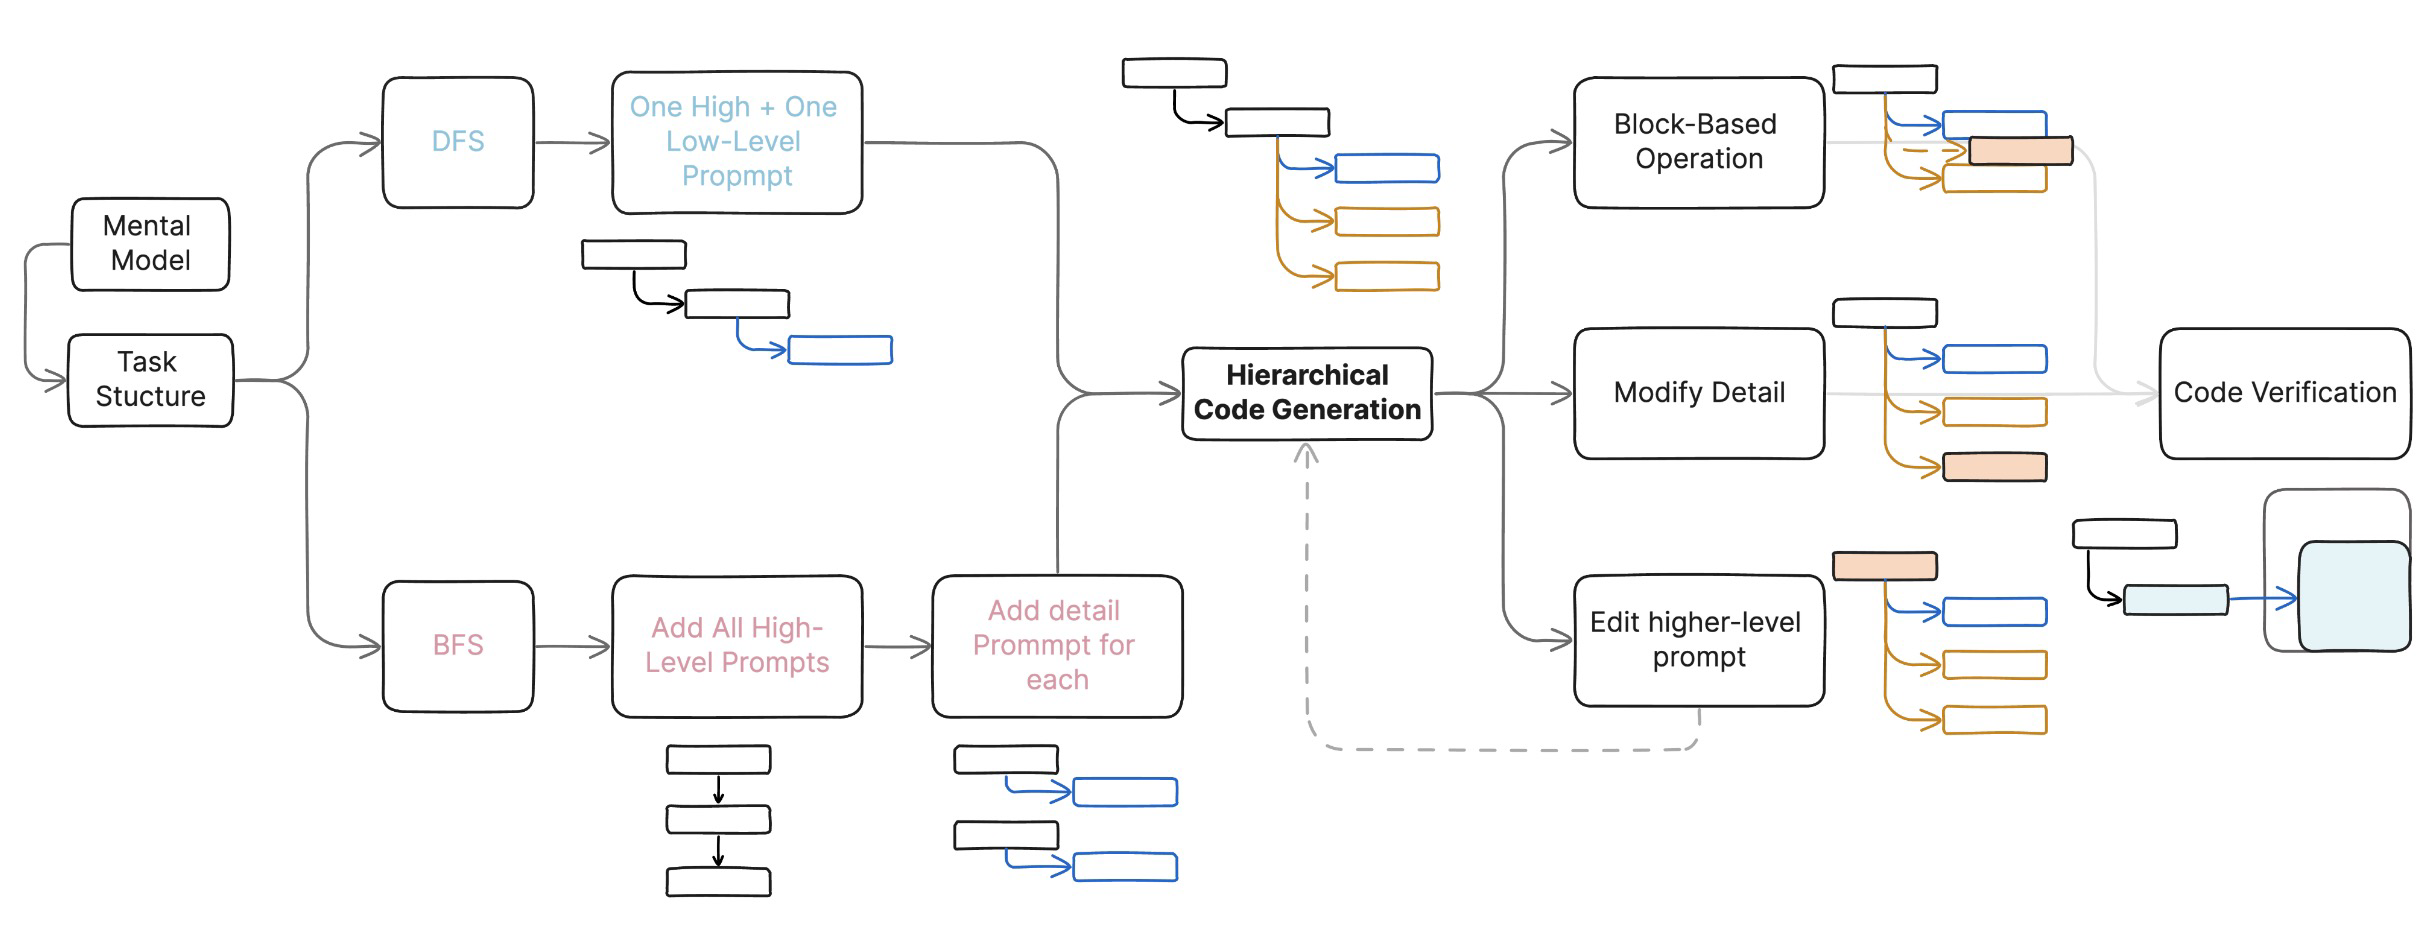 Mental
Model
Task
Stucture
DFS
One High + One
Low-Level
Propmpt
BFS
Add All High-
Level Prompts
Add detail
Prommpt for
each
Hierarchical
Code Generation
Block-Based
Operation
Modify Detail
Edit higher-level
prompt
Code Verification